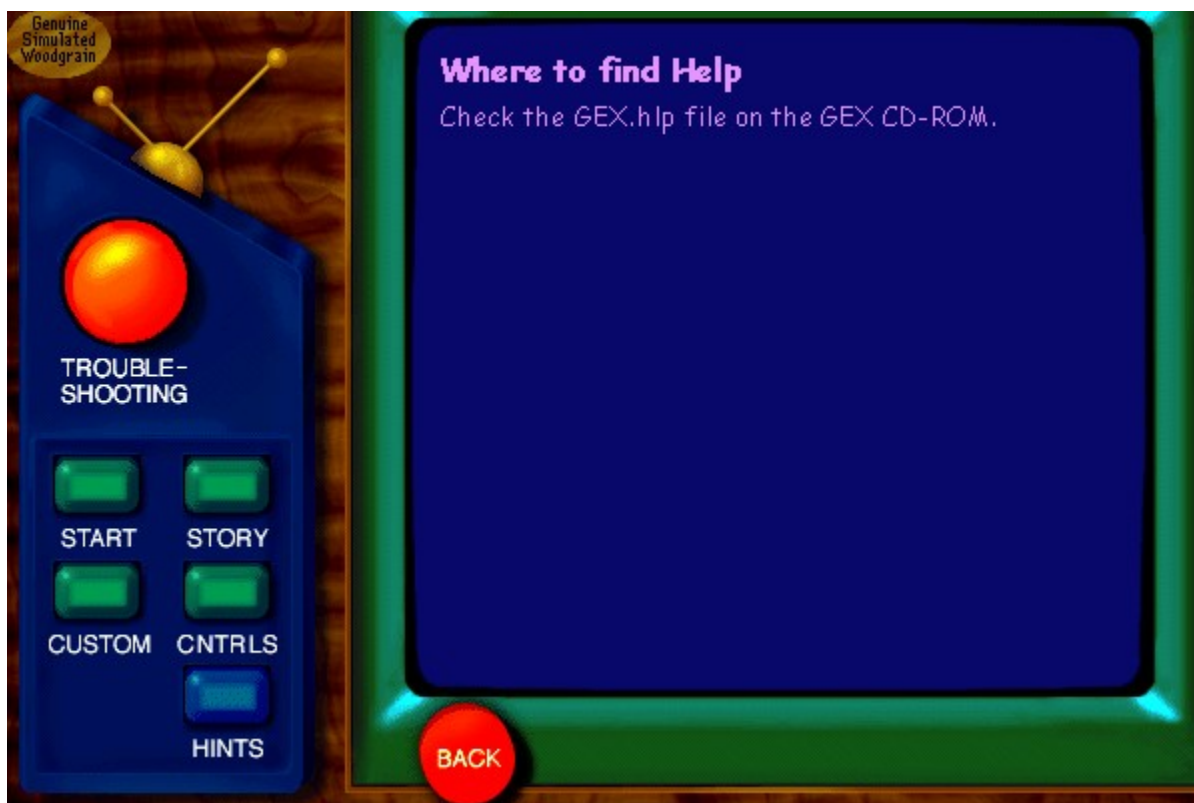 Genuine
Simulated
Woodgrain
Where to find Help
Check the GEX.hlp file on the GEX CD-ROM.
TROUBLE-
SHOOTING
START STORY
CUSTOM CNTRLS
HINTS
BACK